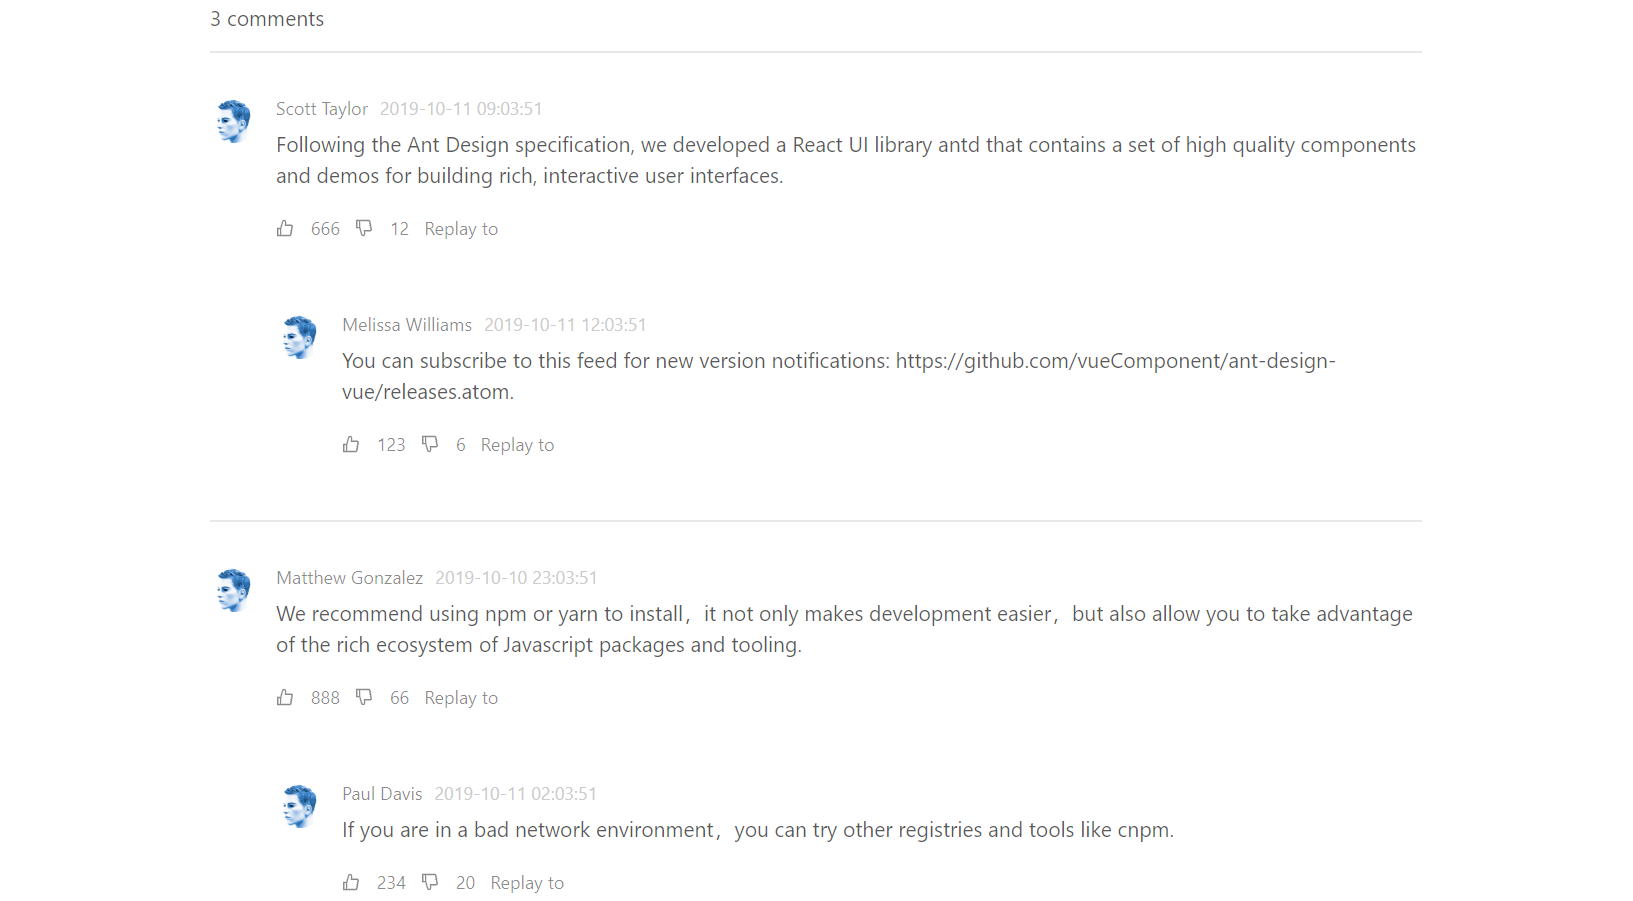 3 comments
Scott Taylor 2019-10-11 09:03:51
Following the Ant Design specification, we developed a React UI library antd that contains a set of high quality components
and demos for building rich, interactive user interfaces.
666 12 Replay to
Melissa Williams 2019-10-11 12:03:51
You can subscribe to this feed for new version notifications: https://github.com/vueComponent/ant-design-
vue/releases.atom.
123 6 Replay to
Matthew Gonzalez 2019-10-10 23:03:51
We recommend using npm or yarn to install，it not only makes development easier，but also allow you to take advantage
of the rich ecosystem of Javascript packages and tooling.
888 66 Replay to
Paul Davis 2019-10-11 02:03:51
If you are in a bad network environment，you can try other registries and tools like cnpm.
234 20 Replay to